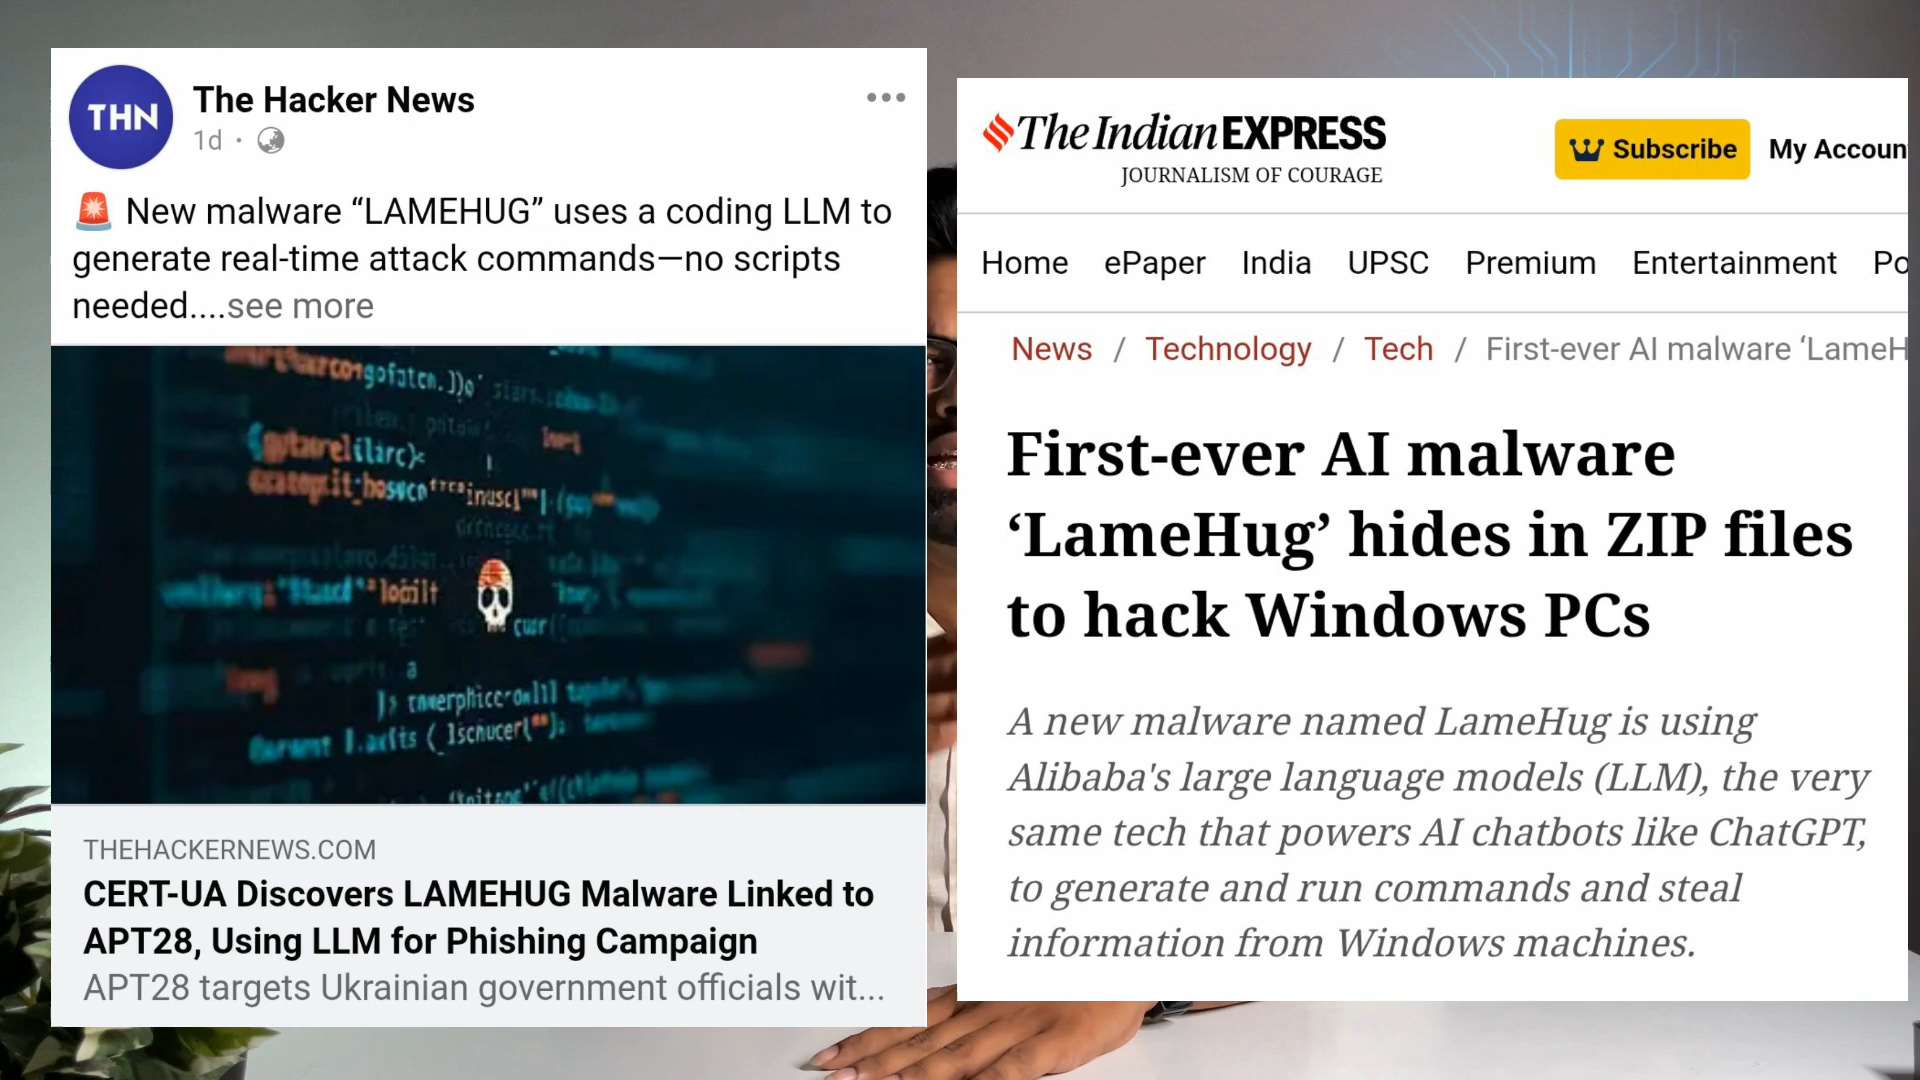 THN
The Hacker News
1d ·
🚨 New malware “LAMEHUG” uses a coding LLM to
generate real-time attack commands—no scripts
needed....see more
THEHACKERNEWS.COM
CERT-UA Discovers LAMEHUG Malware Linked to
APT28, Using LLM for Phishing Campaign
APT28 targets Ukrainian government officials wit...
The Indian EXPRESS
JOURNALISM OF COURAGE
Subscribe
My Accoun
Home ePaper India UPSC Premium Entertainment Po
News / Technology / Tech / First-ever AI malware ‘LameH
First-ever AI malware
‘LameHug’ hides in ZIP files
to hack Windows PCs
A new malware named LameHug is using
Alibaba's large language models (LLM), the very
same tech that powers AI chatbots like ChatGPT,
to generate and run commands and steal
information from Windows machines.